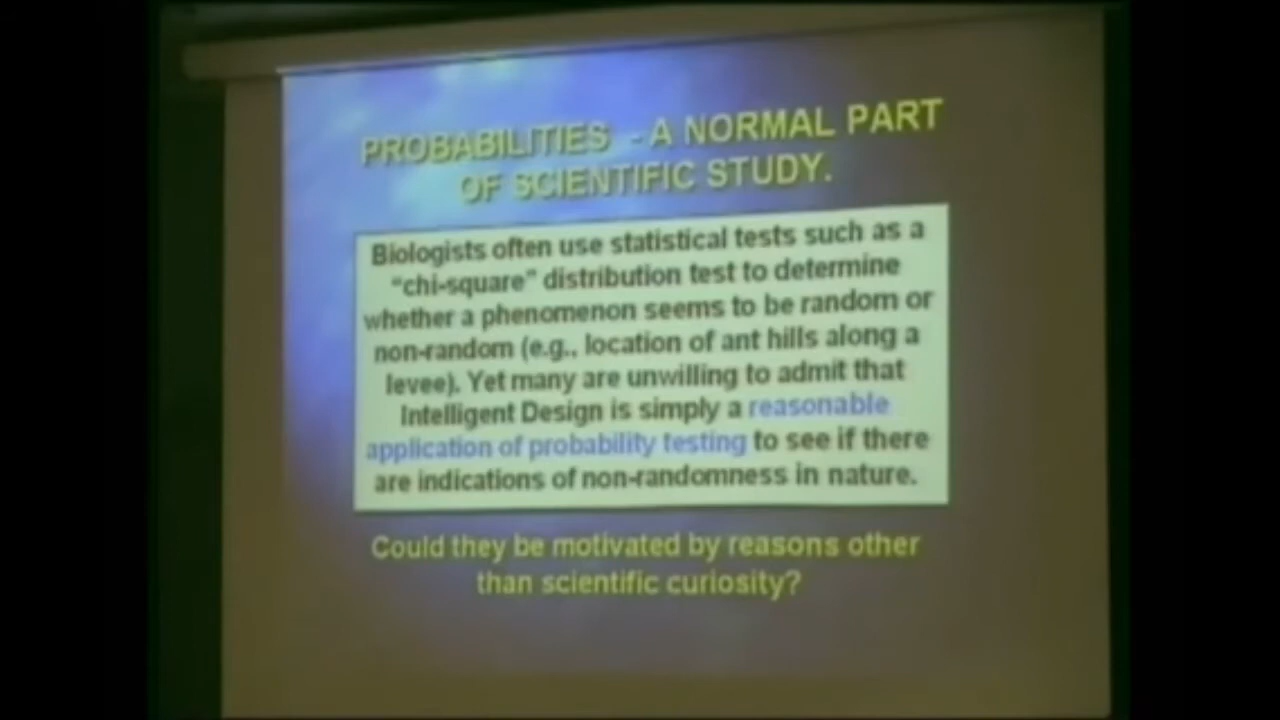 PROBABILITIES - A NORMAL PART
OF SCIENTIFIC STUDY.
Biologists often use statistical tests such as a
"chi-square" distribution test to determine
whether a phenomenon seems to be random or
non-random (e.g., location of ant hills along a
levee). Yet many are unwilling to admit that
Intelligent Design is simply a reasonable
application of probability testing to see if there
are indications of non-randomness in nature.
Could they be motivated by reasons other
than scientific curiosity?